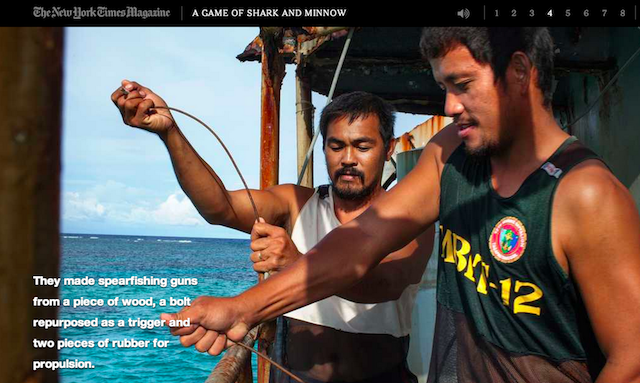 The New York Times Magazine | A GAME OF SHARK AND MINNOW 1 2 3 4 5 6 7 8
They made spearfishing guns
from a piece of wood, a bolt
repurposed as a trigger and
two pieces of rubber for
propulsion.
MBLT-12